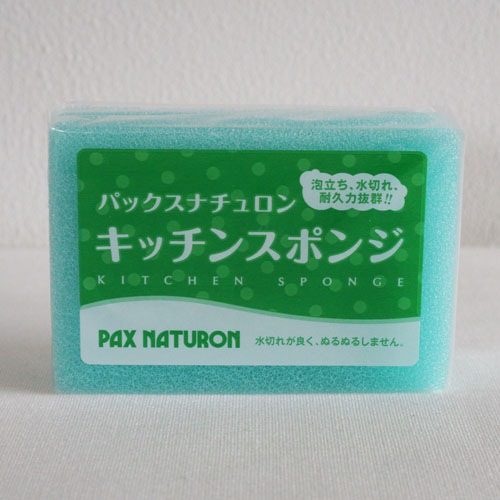 泡立ち、水切れ、
耐久力抜群!!
パックスナチュロン
キッチンスポンジ
KITCHEN SPONGE
PAX NATURON
水切れが良く、ぬるぬるしません。